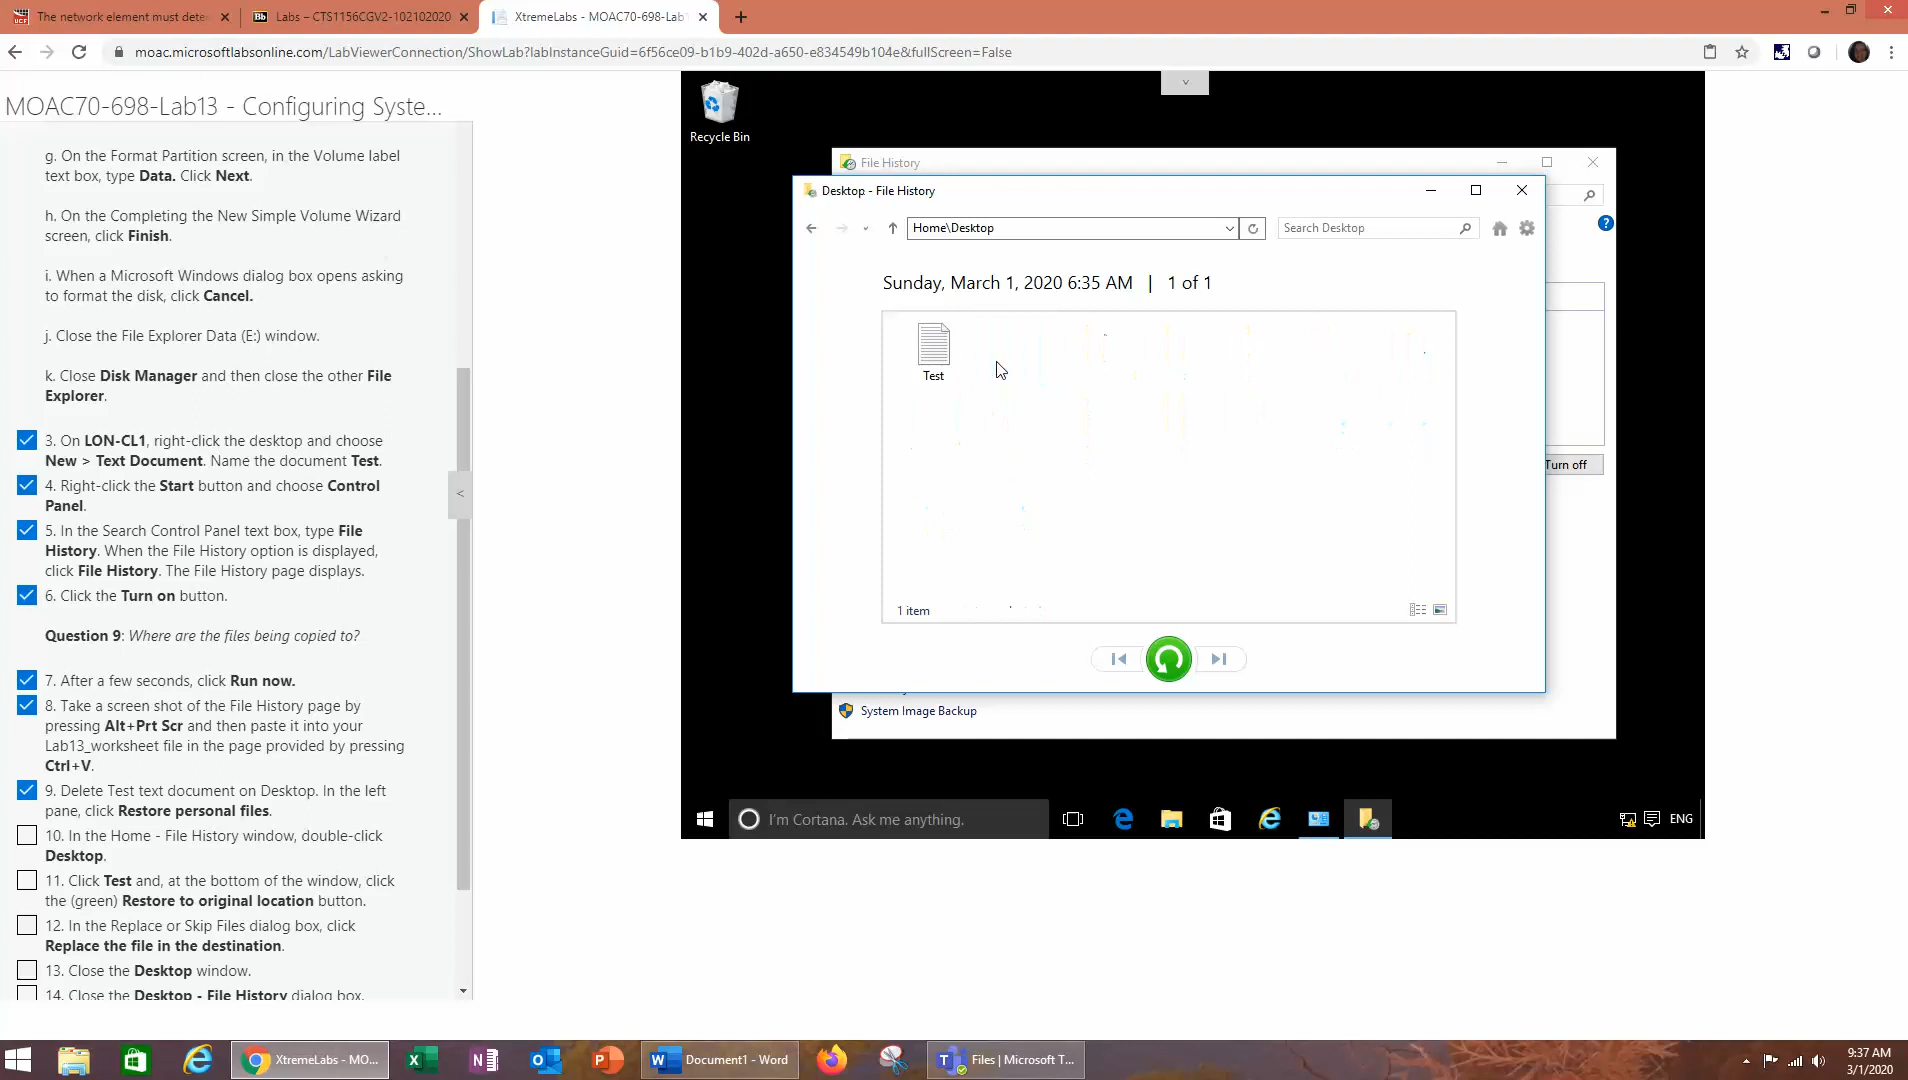 The network element must dete
Labs – CTS1156CGV2-102102020
XtremeLabs - MOAC70-698-Lab1
moac.microsoftlabsonline.com/LabViewerConnection/ShowLab?labInstanceGuid=6f56ce09-b1b9-402d-a650-e834549b104e&fullScreen=False
MOAC70-698-Lab13 - Configuring Syste...
g. On the Format Partition screen, in the Volume label
text box, type Data. Click Next.
h. On the Completing the New Simple Volume Wizard
screen, click Finish.
i. When a Microsoft Windows dialog box opens asking
to format the disk, click Cancel.
j. Close the File Explorer Data (E:) window.
k. Close Disk Manager and then close the other File
Explorer.
3. On LON-CL1, right-click the desktop and choose
New > Text Document. Name the document Test.
4. Right-click the Start button and choose Control
Panel.
5. In the Search Control Panel text box, type File
History. When the File History option is displayed,
click File History. The File History page displays.
6. Click the Turn on button.
Question 9: Where are the files being copied to?
7. After a few seconds, click Run now.
8. Take a screen shot of the File History page by
pressing Alt+Prt Scr and then paste it into your
Lab13_worksheet file in the page provided by pressing
Ctrl+V.
9. Delete Test text document on Desktop. In the left
pane, click Restore personal files.
10. In the Home - File History window, double-click
Desktop.
11. Click Test and, at the bottom of the window, click
the (green) Restore to original location button.
12. In the Replace or Skip Files dialog box, click
Replace the file in the destination.
13. Close the Desktop window.
14. Close the Desktop - File History dialog box.
Recycle Bin
File History
Desktop - File History
Home\Desktop
Search Desktop
Sunday, March 1, 2020 6:35 AM | 1 of 1
Test
1 item
Turn off
System Image Backup
I'm Cortana. Ask me anything.
ENG
XtremeLabs - MO...
Document1 - Word
Files | Microsoft T...
9:37 AM
3/1/2020